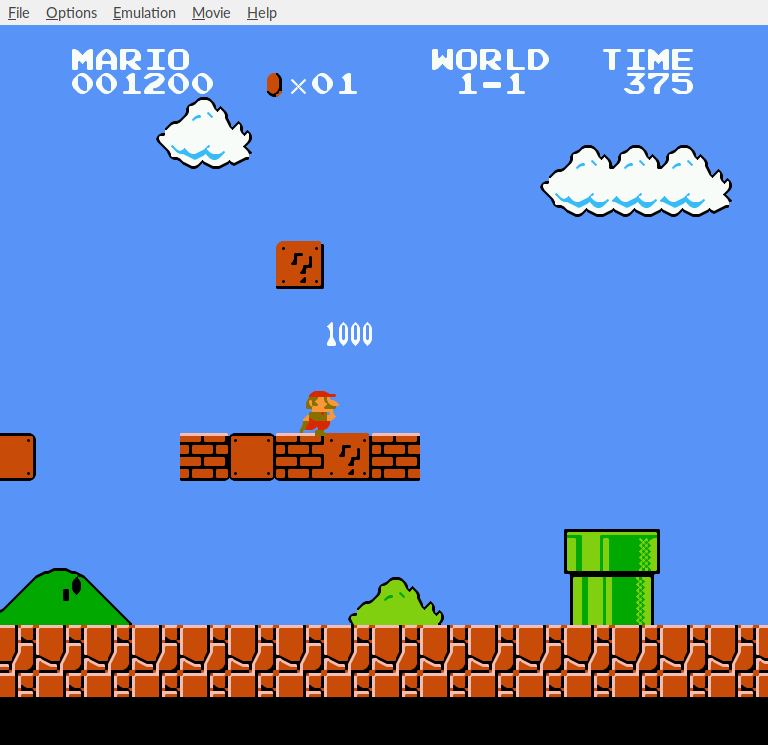 File Options Emulation Movie Help
MARIO WORLD TIME
001200 ×01 1-1 375
?
1000
?